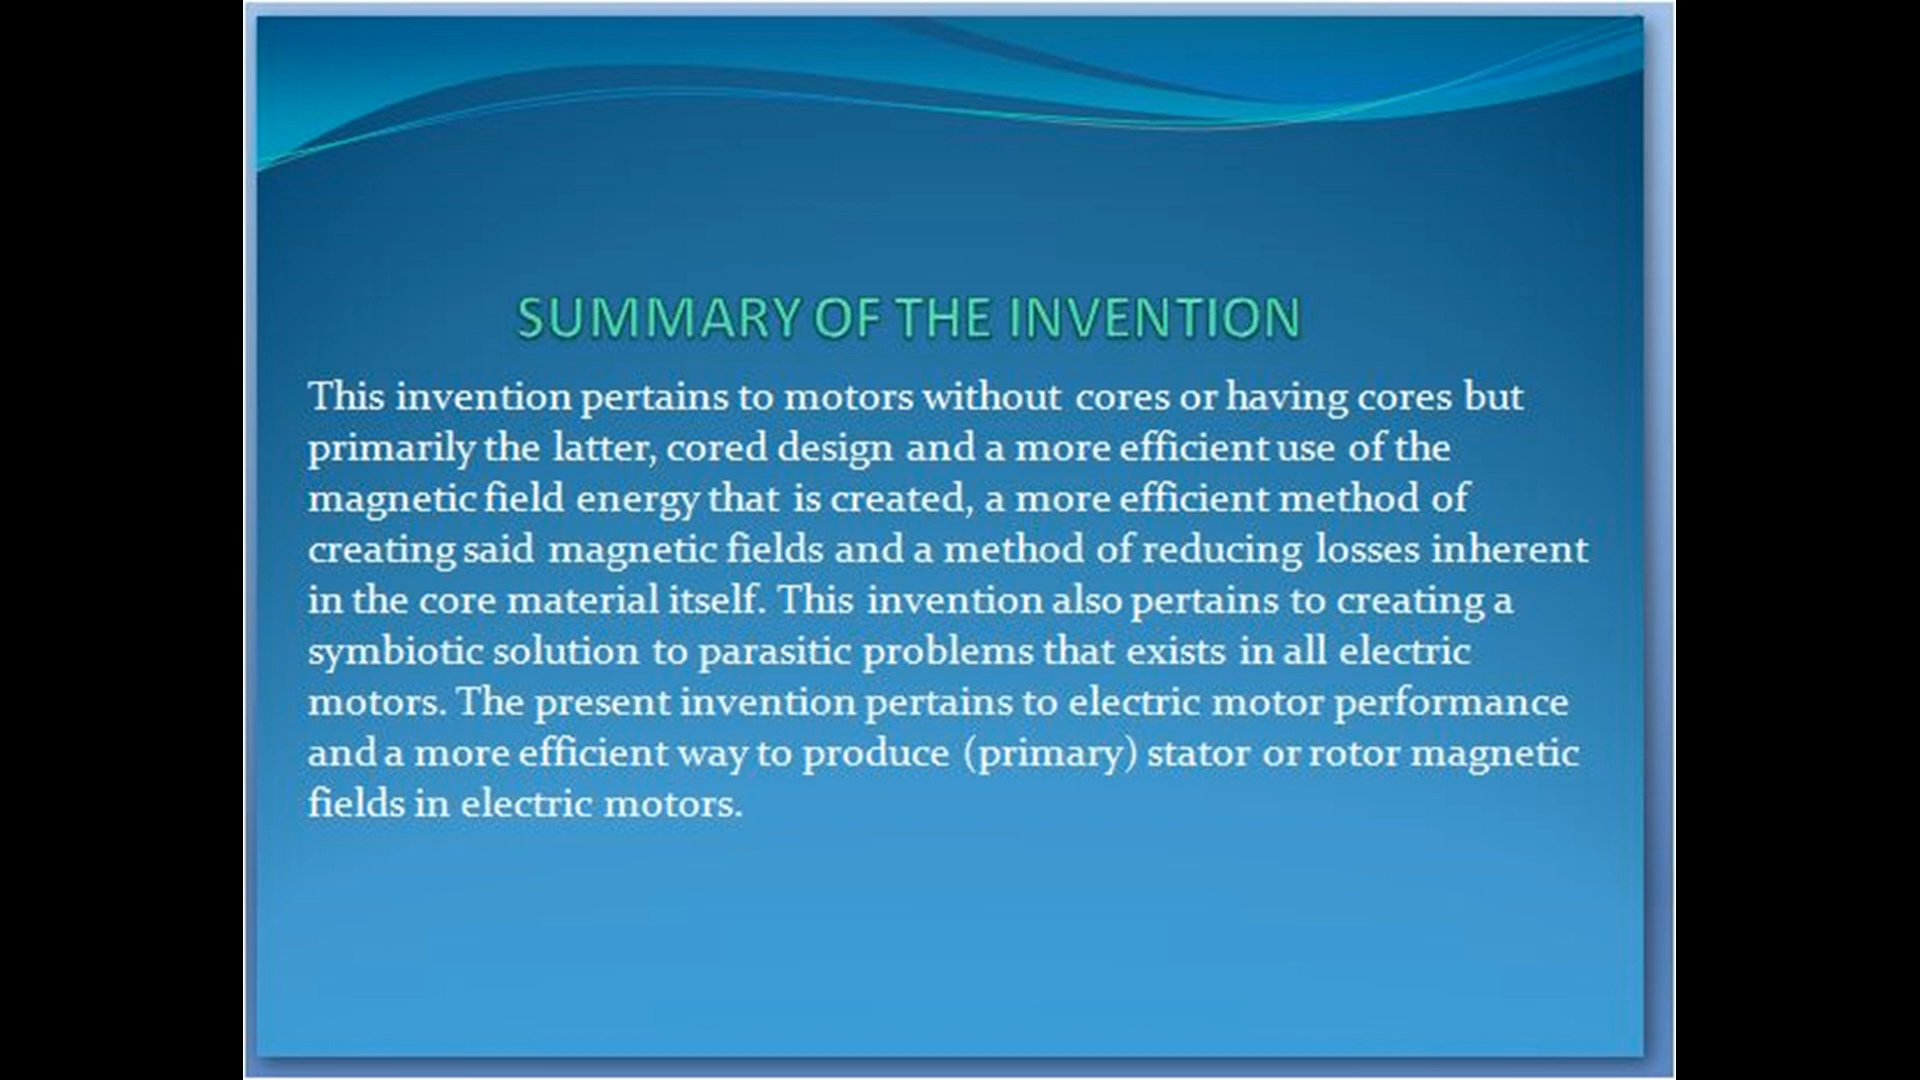 SUMMARY OF THE INVENTION
This invention pertains to motors without cores or having cores but
primarily the latter, cored design and a more efficient use of the
magnetic field energy that is created, a more efficient method of
creating said magnetic fields and a method of reducing losses inherent
in the core material itself. This invention also pertains to creating a
symbiotic solution to parasitic problems that exists in all electric
motors. The present invention pertains to electric motor performance
and a more efficient way to produce (primary) stator or rotor magnetic
fields in electric motors.